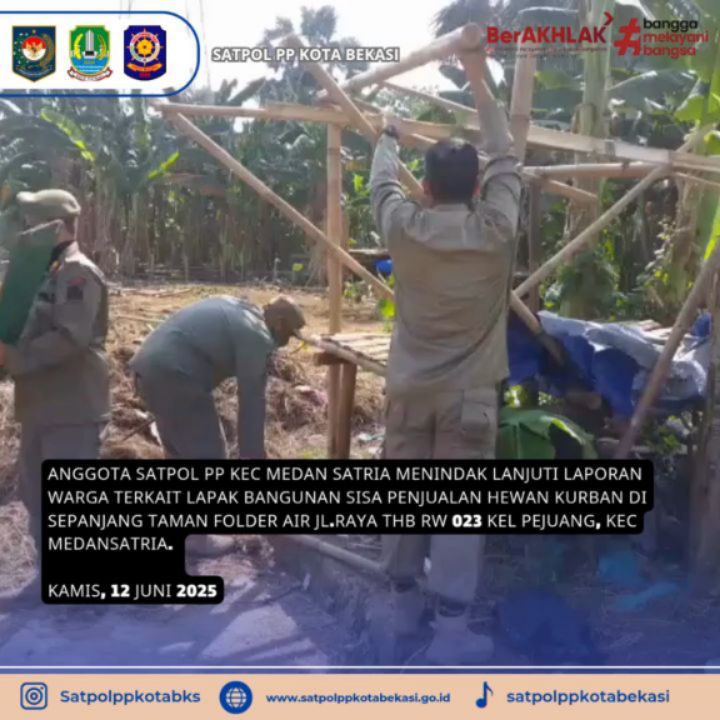 SATPOL PP KOTA BEKASI
BerAKHLAK
#bangga
melayani
bangsa
ANGGOTA SATPOL PP KEC MEDAN SATRIA MENINDAK LANJUTI LAPORAN
WARGA TERKAIT LAPAK BANGUNAN SISA PENJUALAN HEWAN KURBAN DI
SEPANJANG TAMAN FOLDER AIR JL.RAYA THB RW 023 KEL PEJUANG, KEC
MEDANSATRIA.
KAMIS, 12 JUNI 2025
Satpolppkotabks
www.satpolppkotabekasi.go.id
satpolppkotabekasi